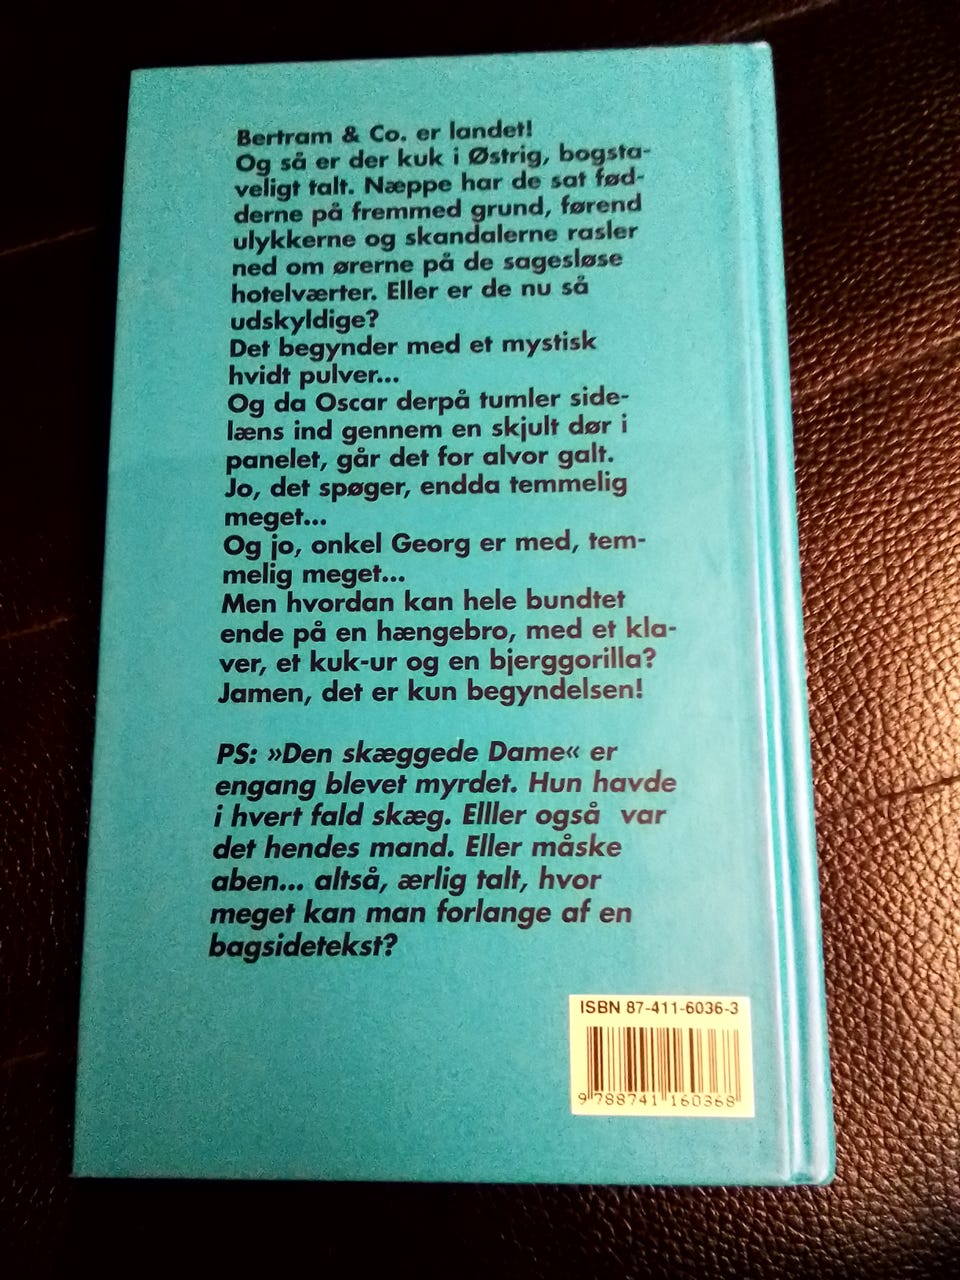 Bertram & Co. er landet!
Og så er der kuk i Østrig, bogsta-
veligt talt. Næppe har de sat fød-
derne på fremmed grund, førend
ulykkerne og skandalerne rasler
ned om ørerne på de sagesløse
hotelværter. Eller er de nu så
udskyldige?
Det begynder med et mystisk
hvidt pulver...
Og da Oscar derpå tumler side-
læns ind gennem en skjult dør i
panelet, går det for alvor galt.
Jo, det spøger, endda temmelig
meget...
Og jo, onkel Georg er med, tem-
melig meget...
Men hvordan kan hele bundtet
ende på en hængebro, med et kla-
ver, et kuk-ur og en bjerggorilla?
Jamen, det er kun begyndelsen!
PS: »Den skæggede Dame« er
engang blevet myrdet. Hun havde
i hvert fald skæg. Elller også var
det hendes mand. Eller måske
aben... altså, ærlig talt, hvor
meget kan man forlange af en
bagsidetekst?
ISBN 87-411-6036-3
9 788741 160368